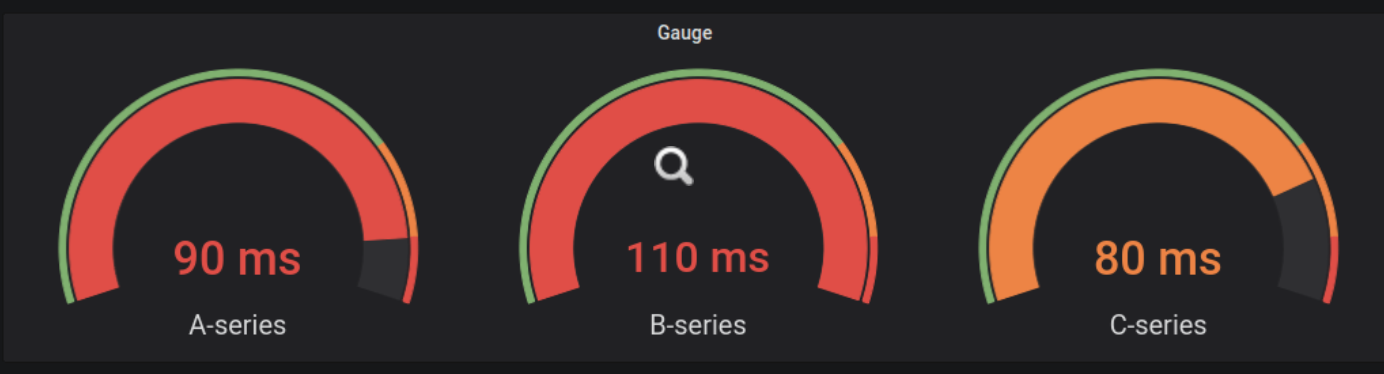 Gauge
90 ms
110 ms
80 ms
A-series
B-series
C-series